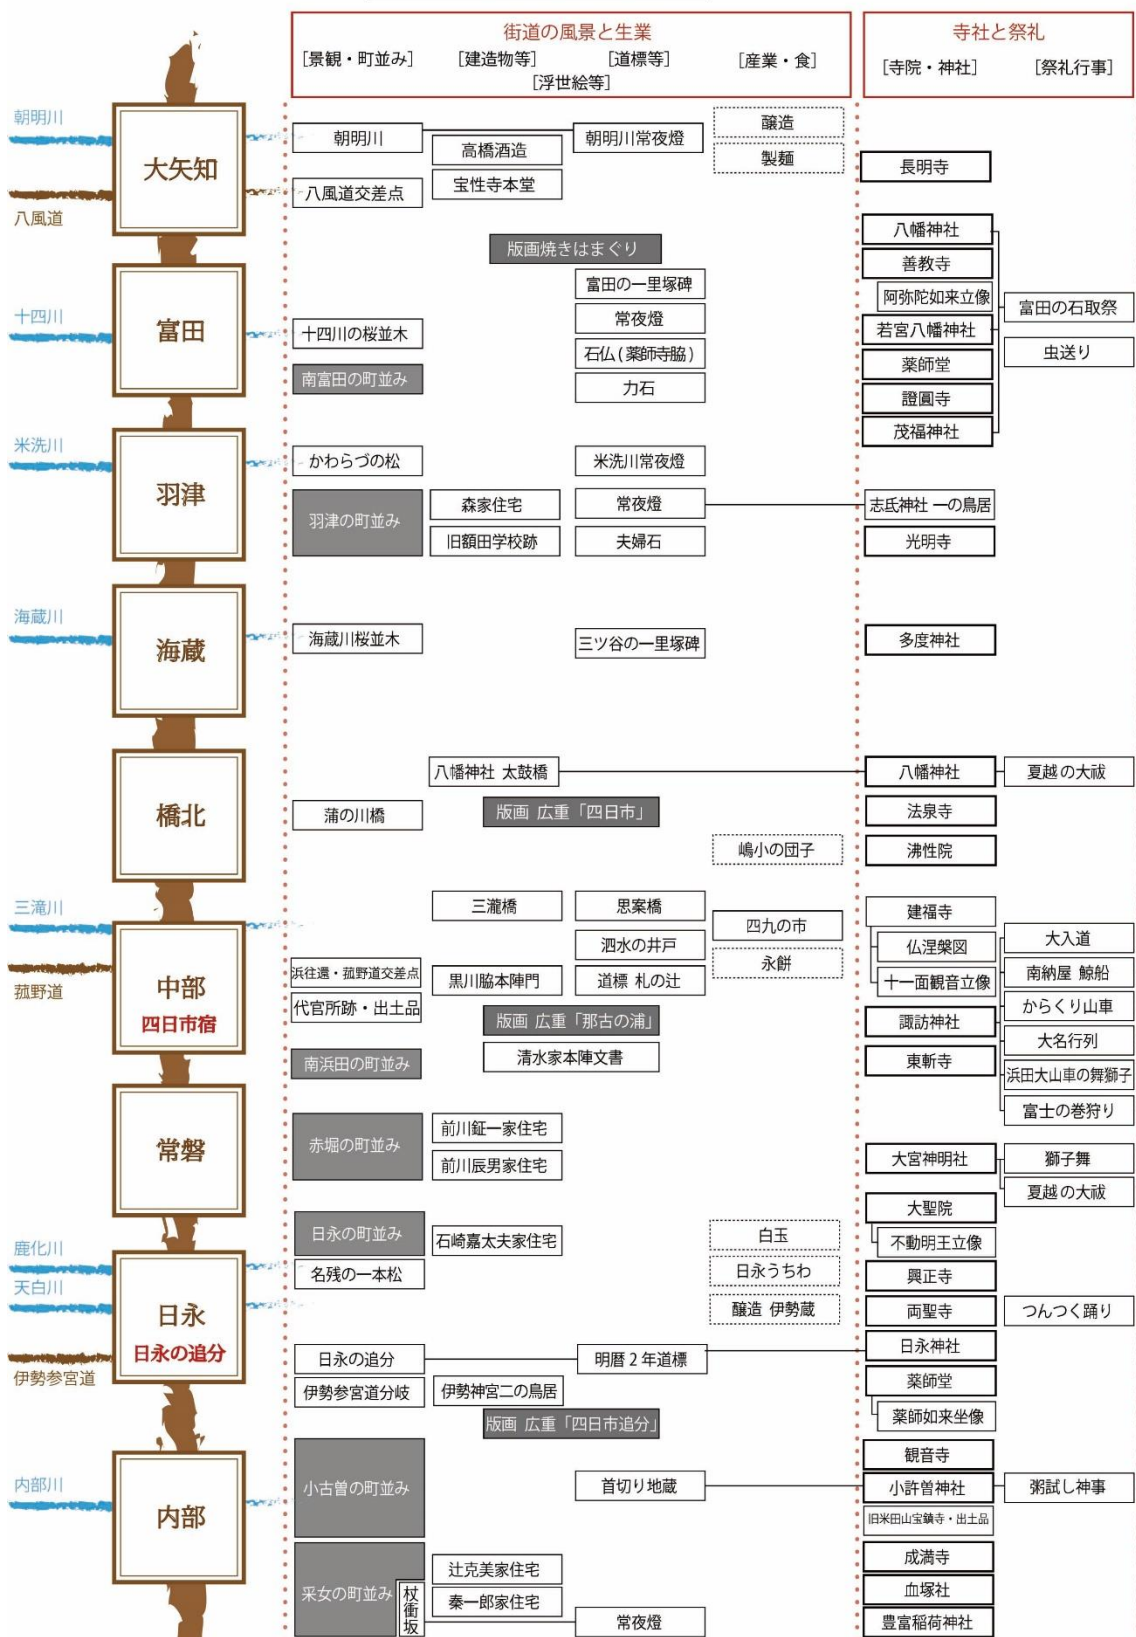 街道の風景と生業
寺社と祭礼
[景観・町並み]
[建造物等]
[道標等]
[産業・食]
[浮世絵等]
[寺院・神社]
[祭礼行事]
朝明川
八風道
大矢知
朝明川
高橋酒造
朝明川常夜燈
醸造
製麺
八風道交差点
宝性寺本堂
長明寺
十四川
富田
版画焼きはまぐり
富田の一里塚碑
十四川の桜並木
常夜燈
石仏(薬師寺脇)
南富田の町並み
力石
八幡神社
善教寺
阿弥陀如来立像
若宮八幡神社
薬師堂
證圓寺
茂福神社
富田の石取祭
虫送り
米洗川
羽津
かわらづの松
米洗川常夜燈
羽津の町並み
森家住宅
常夜燈
志氐神社 一の鳥居
旧額田学校跡
夫婦石
光明寺
海蔵川
海蔵
海蔵川桜並木
三ツ谷の一里塚碑
多度神社
橋北
八幡神社 太鼓橋
八幡神社
夏越の大祓
蒲の川橋
版画 広重「四日市」
法泉寺
嶋小の団子
沸性院
三滝川
菰野道
中部
四日市宿
三瀧橋
思案橋
四九の市
泗水の井戸
永餅
浜往還・菰野道交差点
黒川脇本陣門
道標 札の辻
代官所跡・出土品
版画 広重「那古の浦」
南浜田の町並み
清水家本陣文書
建福寺
仏涅槃図
十一面観音立像
諏訪神社
東斬寺
大入道
南納屋 鯨船
からくり山車
大名行列
浜田大山車の舞獅子
富士の巻狩り
常磐
赤堀の町並み
前川鉦一家住宅
前川辰男家住宅
大宮神明社
獅子舞
夏越の大祓
鹿化川
天白川
伊勢参宮道
日永
日永の追分
日永の町並み
石崎嘉太夫家住宅
白玉
名残の一本松
日永うちわ
醸造 伊勢蔵
大聖院
不動明王立像
興正寺
両聖寺
つんつく踊り
日永の追分
明暦2年道標
日永神社
伊勢参宮道分岐
伊勢神宮二の鳥居
薬師堂
版画 広重「四日市追分」
薬師如来坐像
内部川
内部
小古曽の町並み
首切り地蔵
観音寺
小許曽神社
粥試し神事
旧米田山宝鏡寺・出土品
采女の町並み
杖衝坂
辻克美家住宅
秦一郎家住宅
常夜燈
成満寺
血塚社
豊富稲荷神社